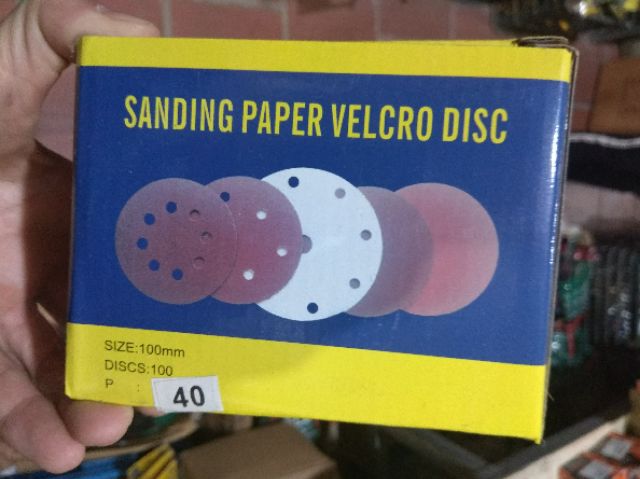 SANDING PAPER VELCRO DISC
SIZE:100mm
DISCS:100
P : 40